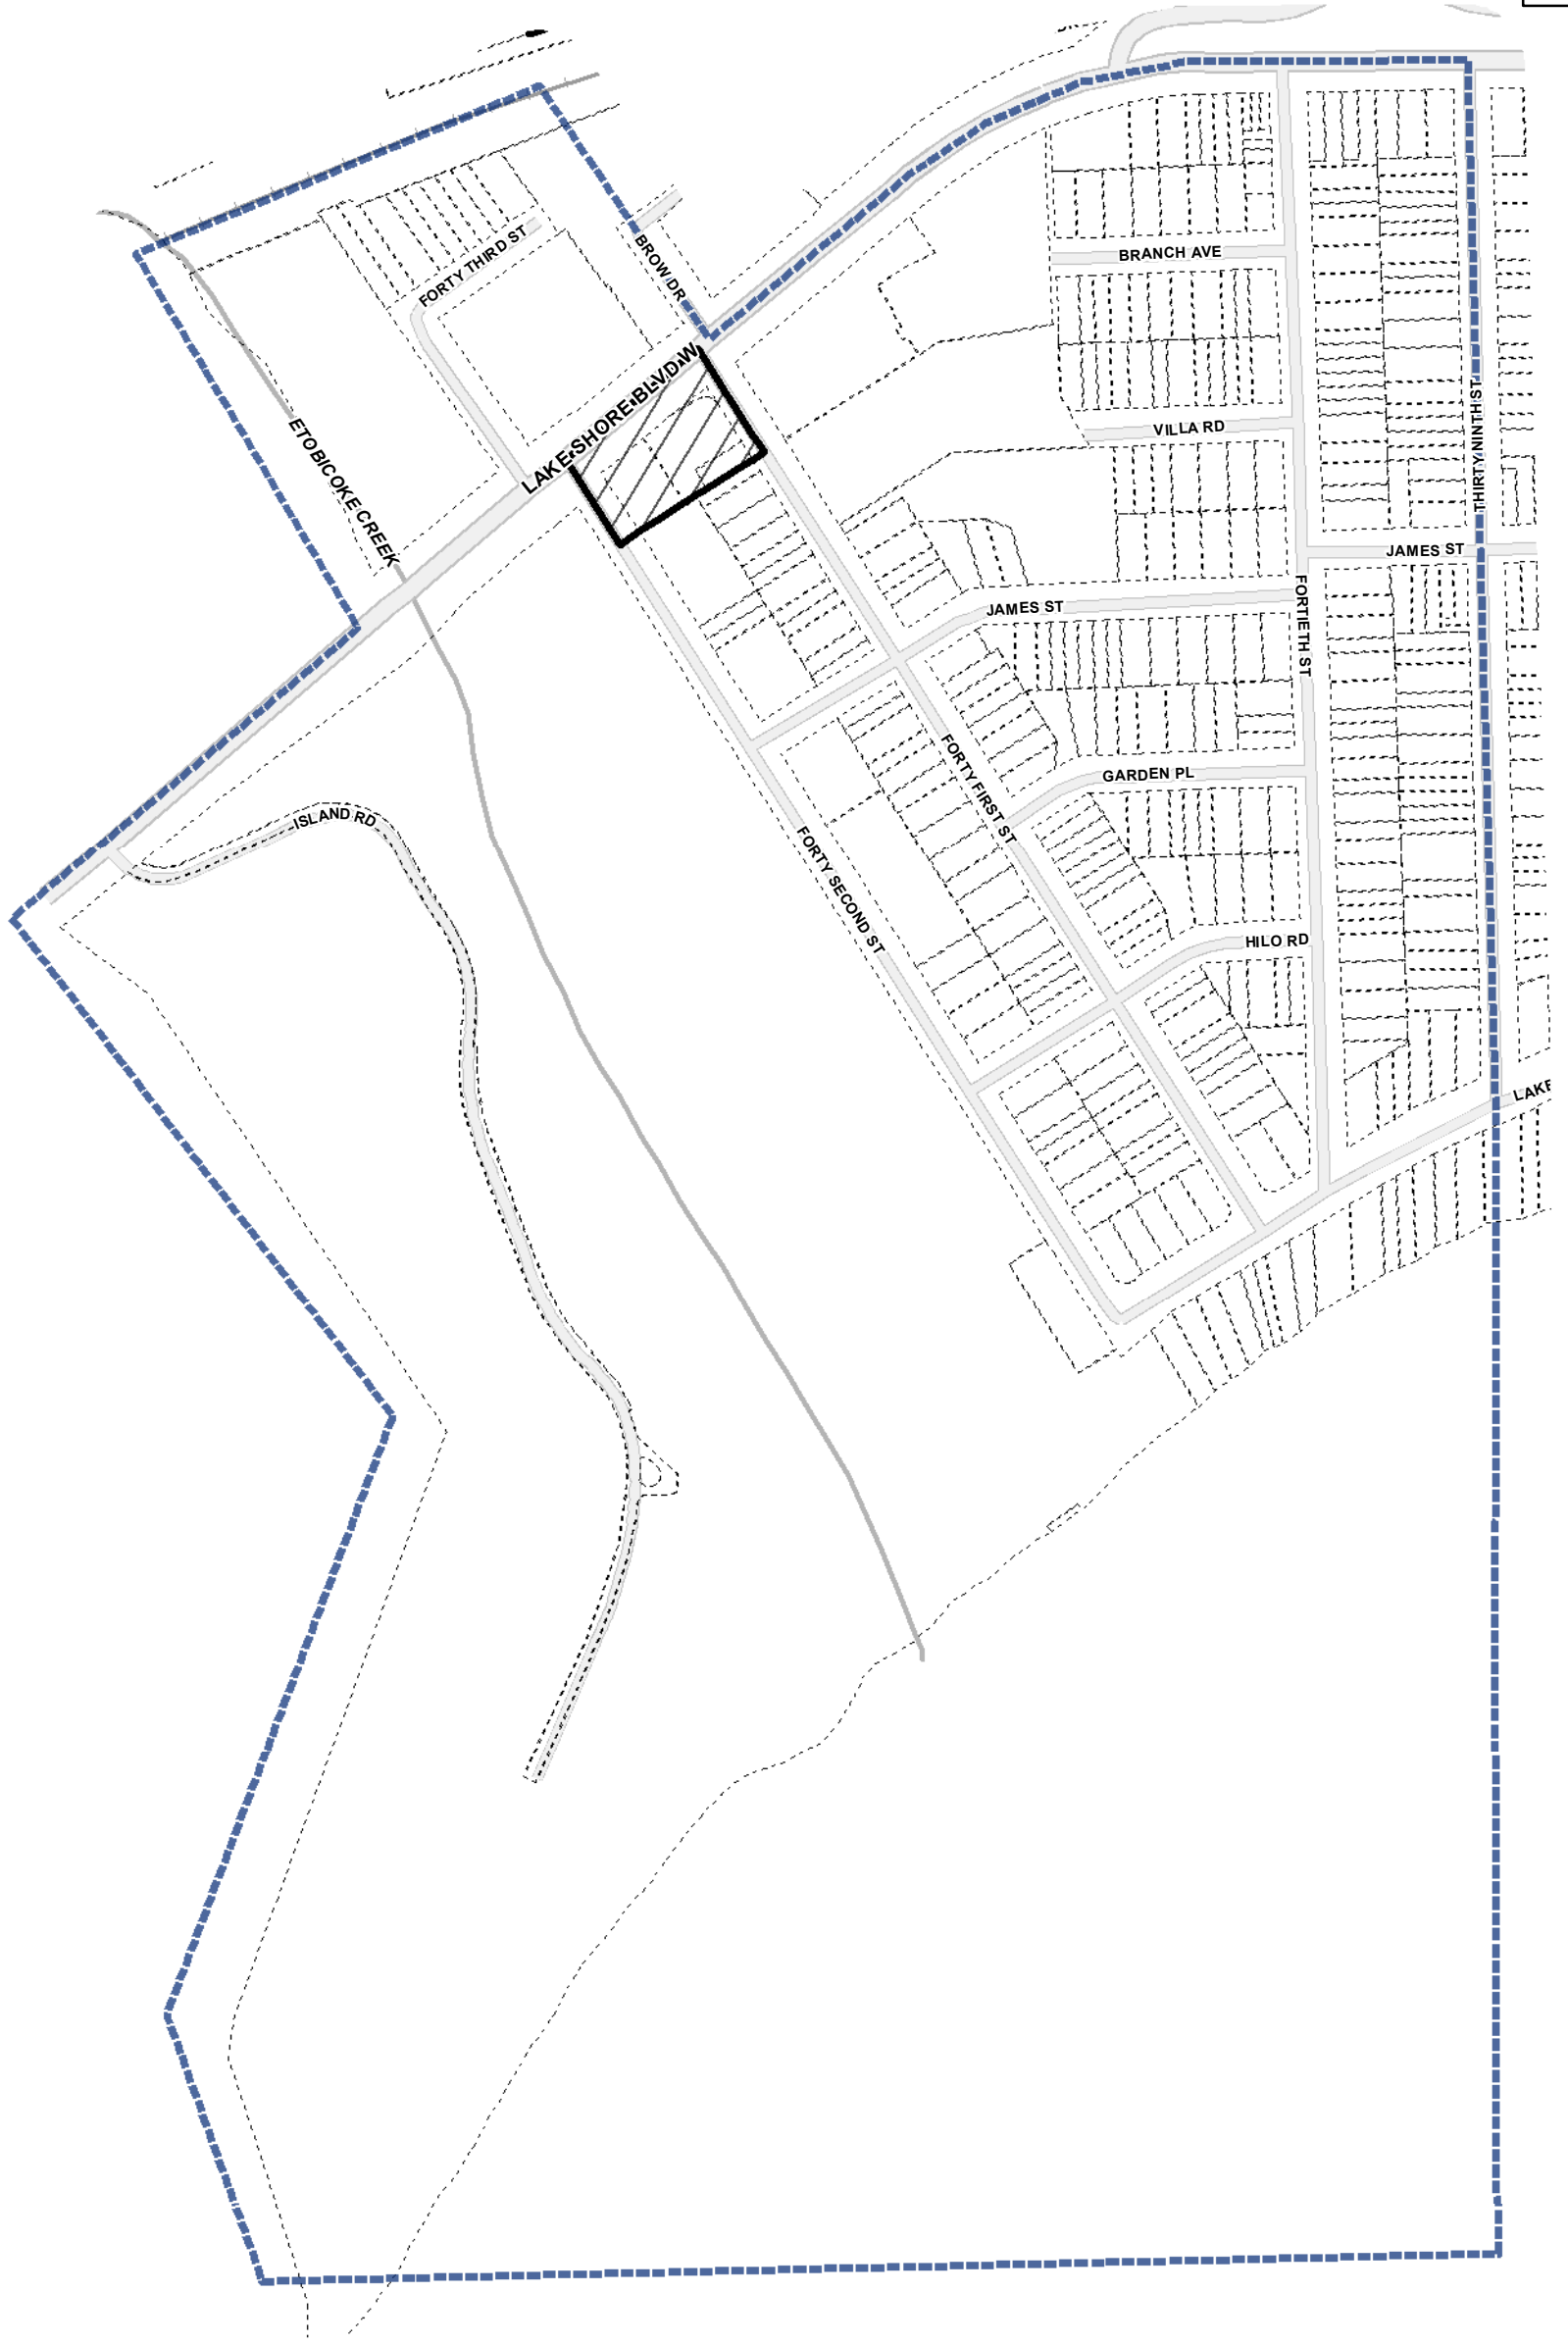 BROW DR
FORTY THIRD ST
BRANCH AVE
LAKE SHORE BLVD W
VILLA RD
THIRTY NINTH ST
ETOBICOKE CREEK
JAMES ST
JAMES ST
FORTIETH ST
GARDEN PL
FORTY FIRST ST
ISLAND RD
FORTY SECOND ST
HILO RD
LAKE